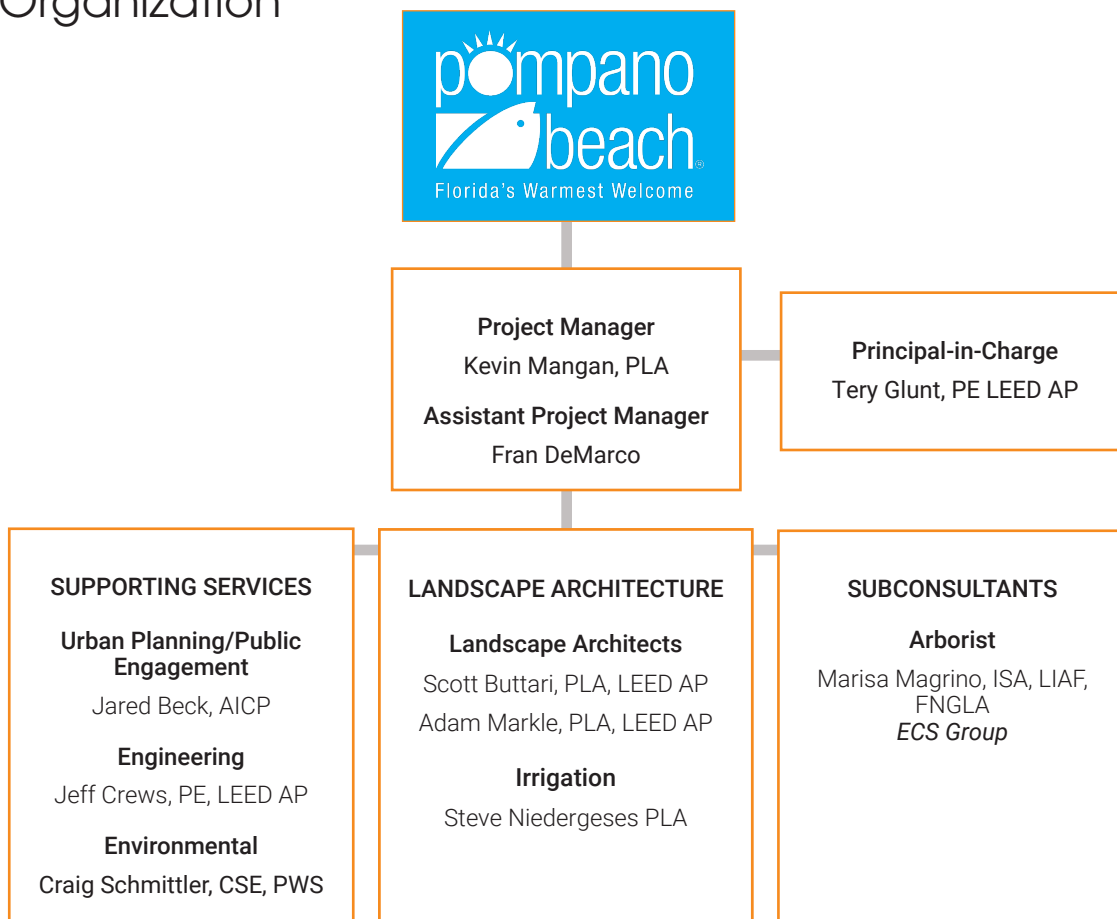 Organization
pompano
beach®
Florida's Warmest Welcome
Project Manager
Kevin Mangan, PLA
Assistant Project Manager
Fran DeMarco
Principal-in-Charge
Tery Glunt, PE LEED AP
SUPPORTING SERVICES
Urban Planning/Public
Engagement
Jared Beck, AICP
Engineering
Jeff Crews, PE, LEED AP
Environmental
Craig Schmittler, CSE, PWS
LANDSCAPE ARCHITECTURE
Landscape Architects
Scott Buttari, PLA, LEED AP
Adam Markle, PLA, LEED AP
Irrigation
Steve Niedergeses PLA
SUBCONSULTANTS
Arborist
Marisa Magrino, ISA, LIAF,
FNGLA
ECS Group